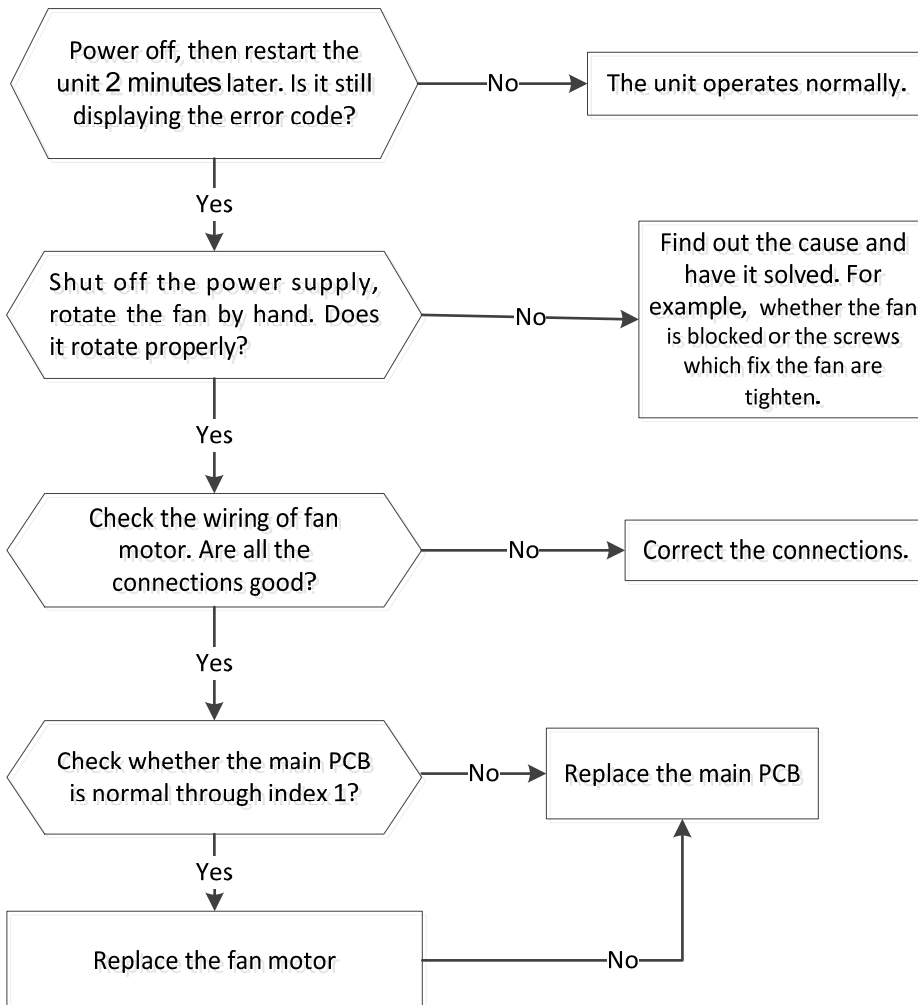 Power off, then restart the
unit 2 minutes later. Is it still
displaying the error code?
No
The unit operates normally.
Yes
Shut off the power supply,
rotate the fan by hand. Does
it rotate properly?
No
Find out the cause and
have it solved. For
example, whether the fan
is blocked or the screws
which fix the fan are
tighten.
Yes
Check the wiring of fan
motor. Are all the
connections good?
No
Correct the connections.
Yes
Check whether the main PCB
is normal through index 1?
No
Replace the main PCB
Yes
Replace the fan motor
No